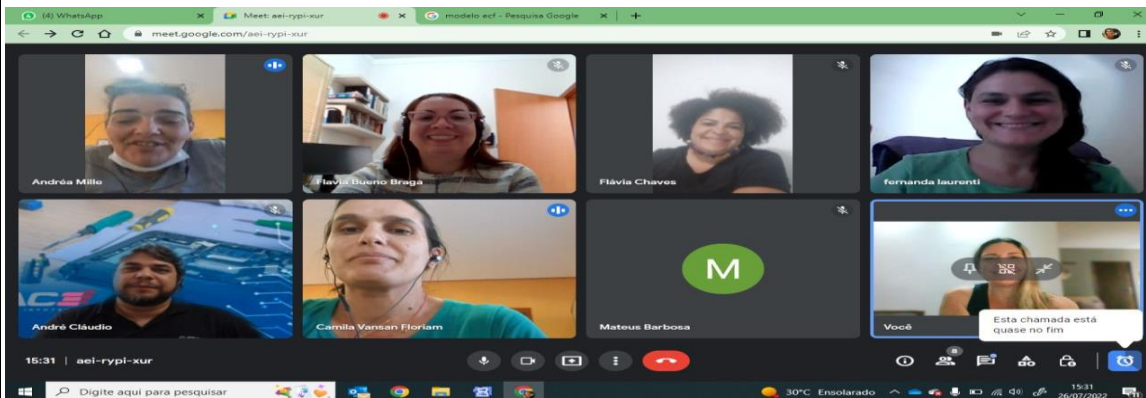 (4) WhatsApp
Meet: aei-rypi-xur
modelo ecf - Pesquisa Google
meet.google.com/aei-rypi-xur
Andréa Mille
Flavia Bueno Braga
Flávia Chaves
fernanda laurenti
André Cláudio
Camila Vansan Floriam
M
Mateus Barbosa
Você
Esta chamada está
quase no fim
15:31 | aei-rypi-xur
8
Digite aqui para pesquisar
30°C Ensolarado
15:31
26/07/2022